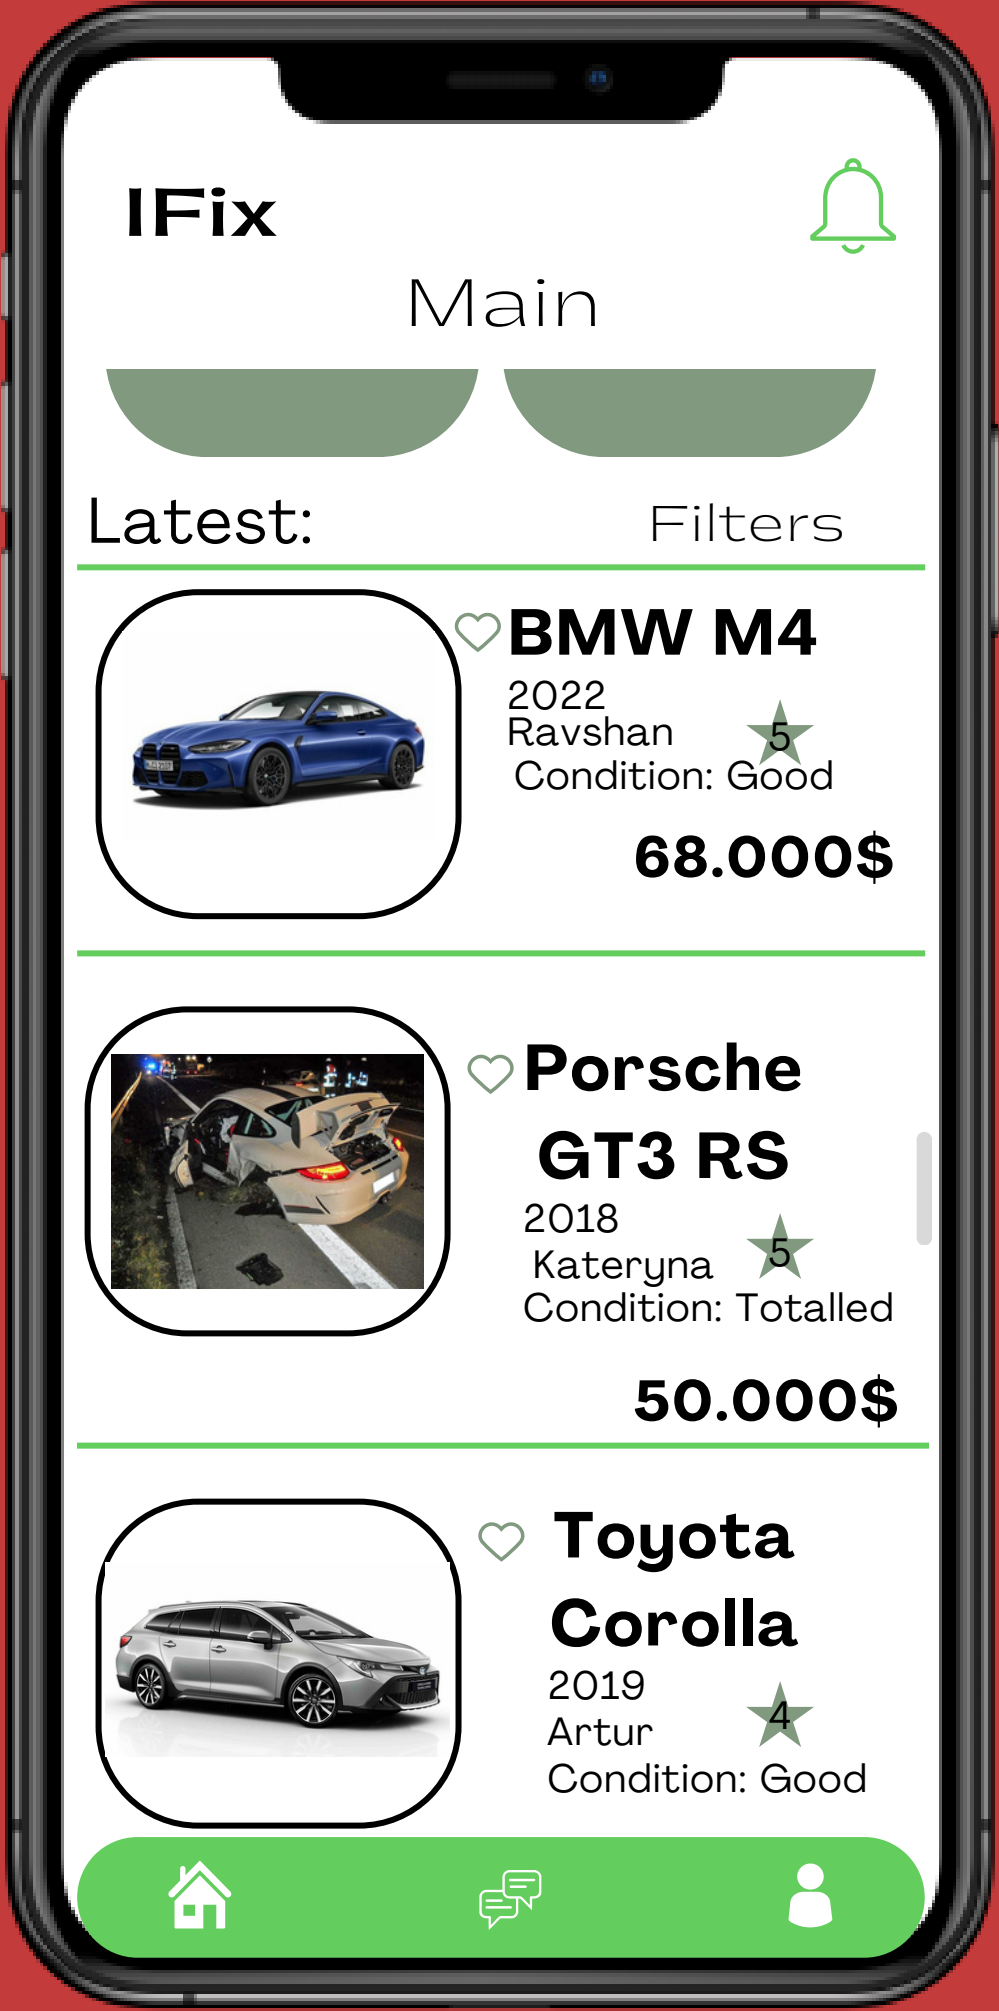 IFix
Main
Latest:
Filters
BMW M4
2022
Ravshan
5
Condition: Good
68.000$
Porsche
GT3 RS
2018
Kateryna
5
Condition: Totalled
50.000$
Toyota
Corolla
2019
Artur
4
Condition: Good